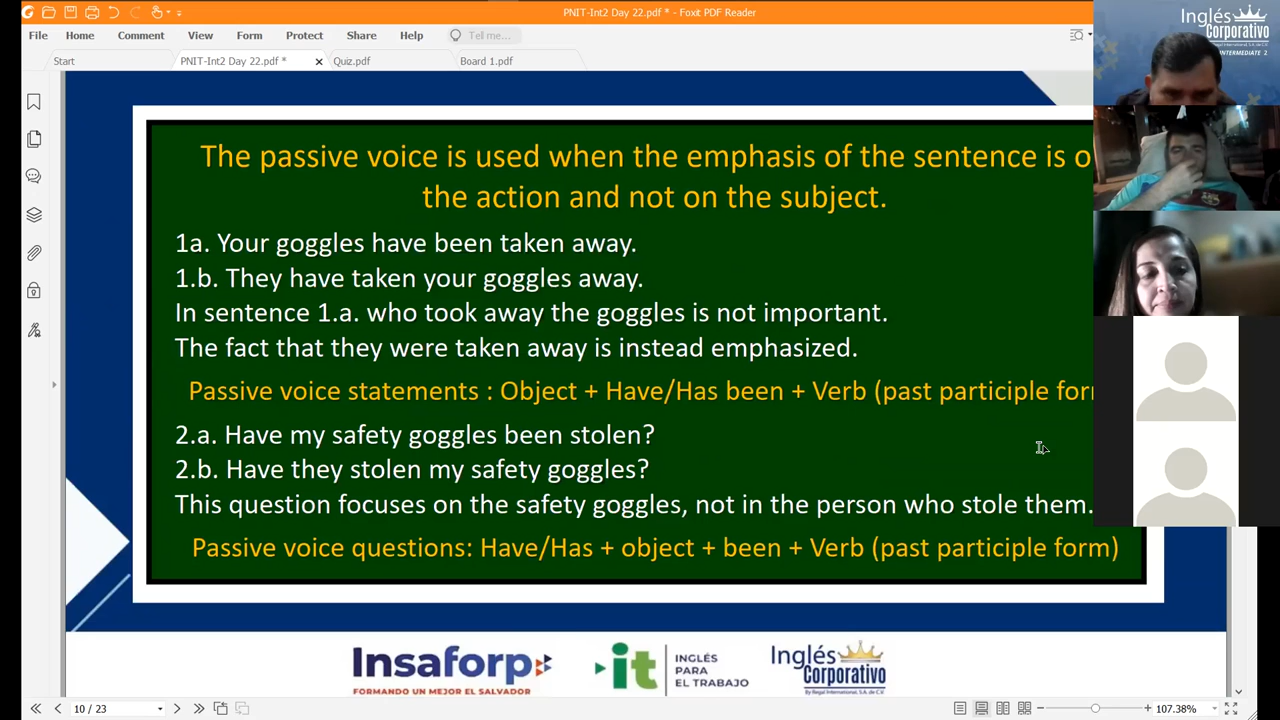 PNIT-Int2 Day 22.pdf * - Foxit PDF Reader
File Home Comment View Form Protect Share Help Tell me...
Start PNIT-Int2 Day 22.pdf * Quiz.pdf Board 1.pdf
Inglés
Corporativo
INTERMEDIATE 2
The passive voice is used when the emphasis of the sentence is o
the action and not on the subject.
1a. Your goggles have been taken away.
1.b. They have taken your goggles away.
In sentence 1.a. who took away the goggles is not important.
The fact that they were taken away is instead emphasized.
Passive voice statements : Object + Have/Has been + Verb (past participle for
2.a. Have my safety goggles been stolen?
2.b. Have they stolen my safety goggles?
This question focuses on the safety goggles, not in the person who stole them.
Passive voice questions: Have/Has + object + been + Verb (past participle form)
Insaforp
FORMANDO UN MEJOR EL SALVADOR
it
INGLÉS
PARA
EL TRABAJO
Inglés
Corporativo
By Regal International, S.A. de C.V.
10 / 23
107.38%